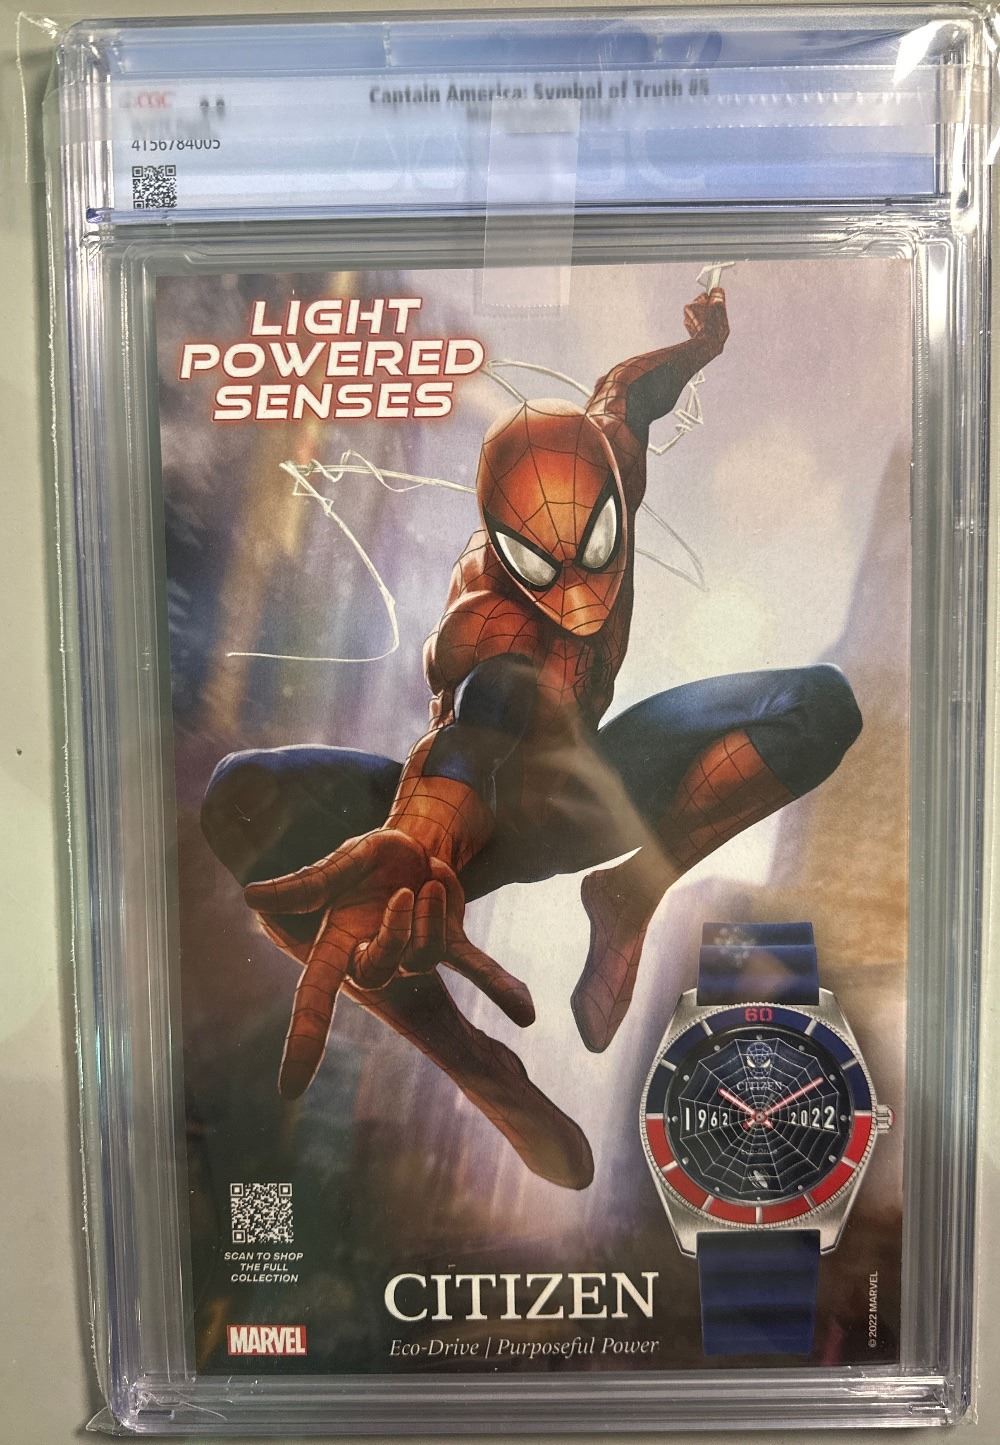 CGC
Captain America: Symbol of Truth #5
4156784005
LIGHT
POWERED
SENSES
60
CITIZEN
1962 2022
SCAN TO SHOP
THE FULL
COLLECTION
CITIZEN
MARVEL
Eco-Drive | Purposeful Power
© 2022 MARVEL